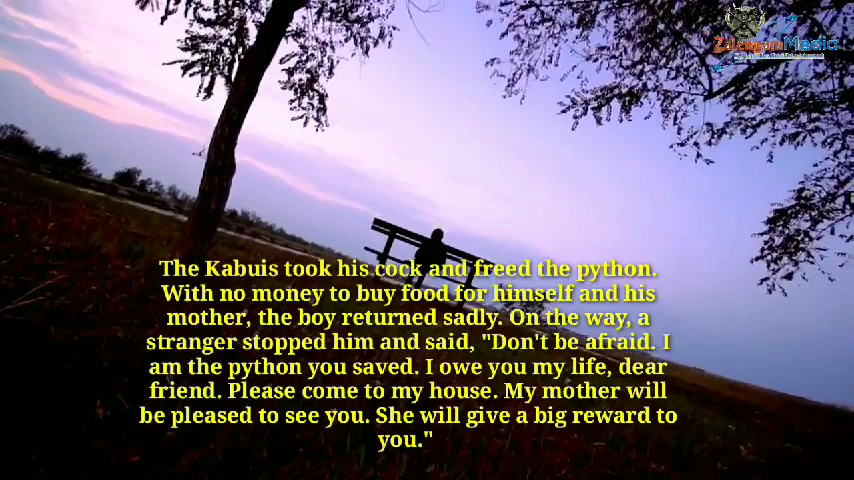 The Kabuis took his cock and freed the python.
With no money to buy food for himself and his
mother, the boy returned sadly. On the way, a
stranger stopped him and said, "Don't be afraid. I
am the python you saved. I owe you my life, dear
friend. Please come to my house. My mother will
be pleased to see you. She will give a big reward to
you."